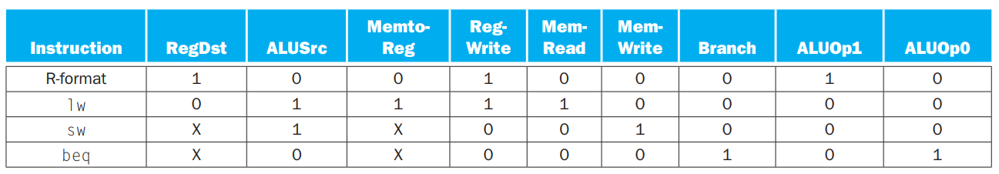 Instruction RegDst ALUSrc Memto-Reg Reg-Write Mem-Read Mem-Write Branch ALUOp1 ALUOp0
R-format 1 0 0 1 0 0 0 1 0
lw 0 1 1 1 1 0 0 0 0
sw X 1 X 0 0 1 0 0 0
beq X 0 X 0 0 0 1 0 1